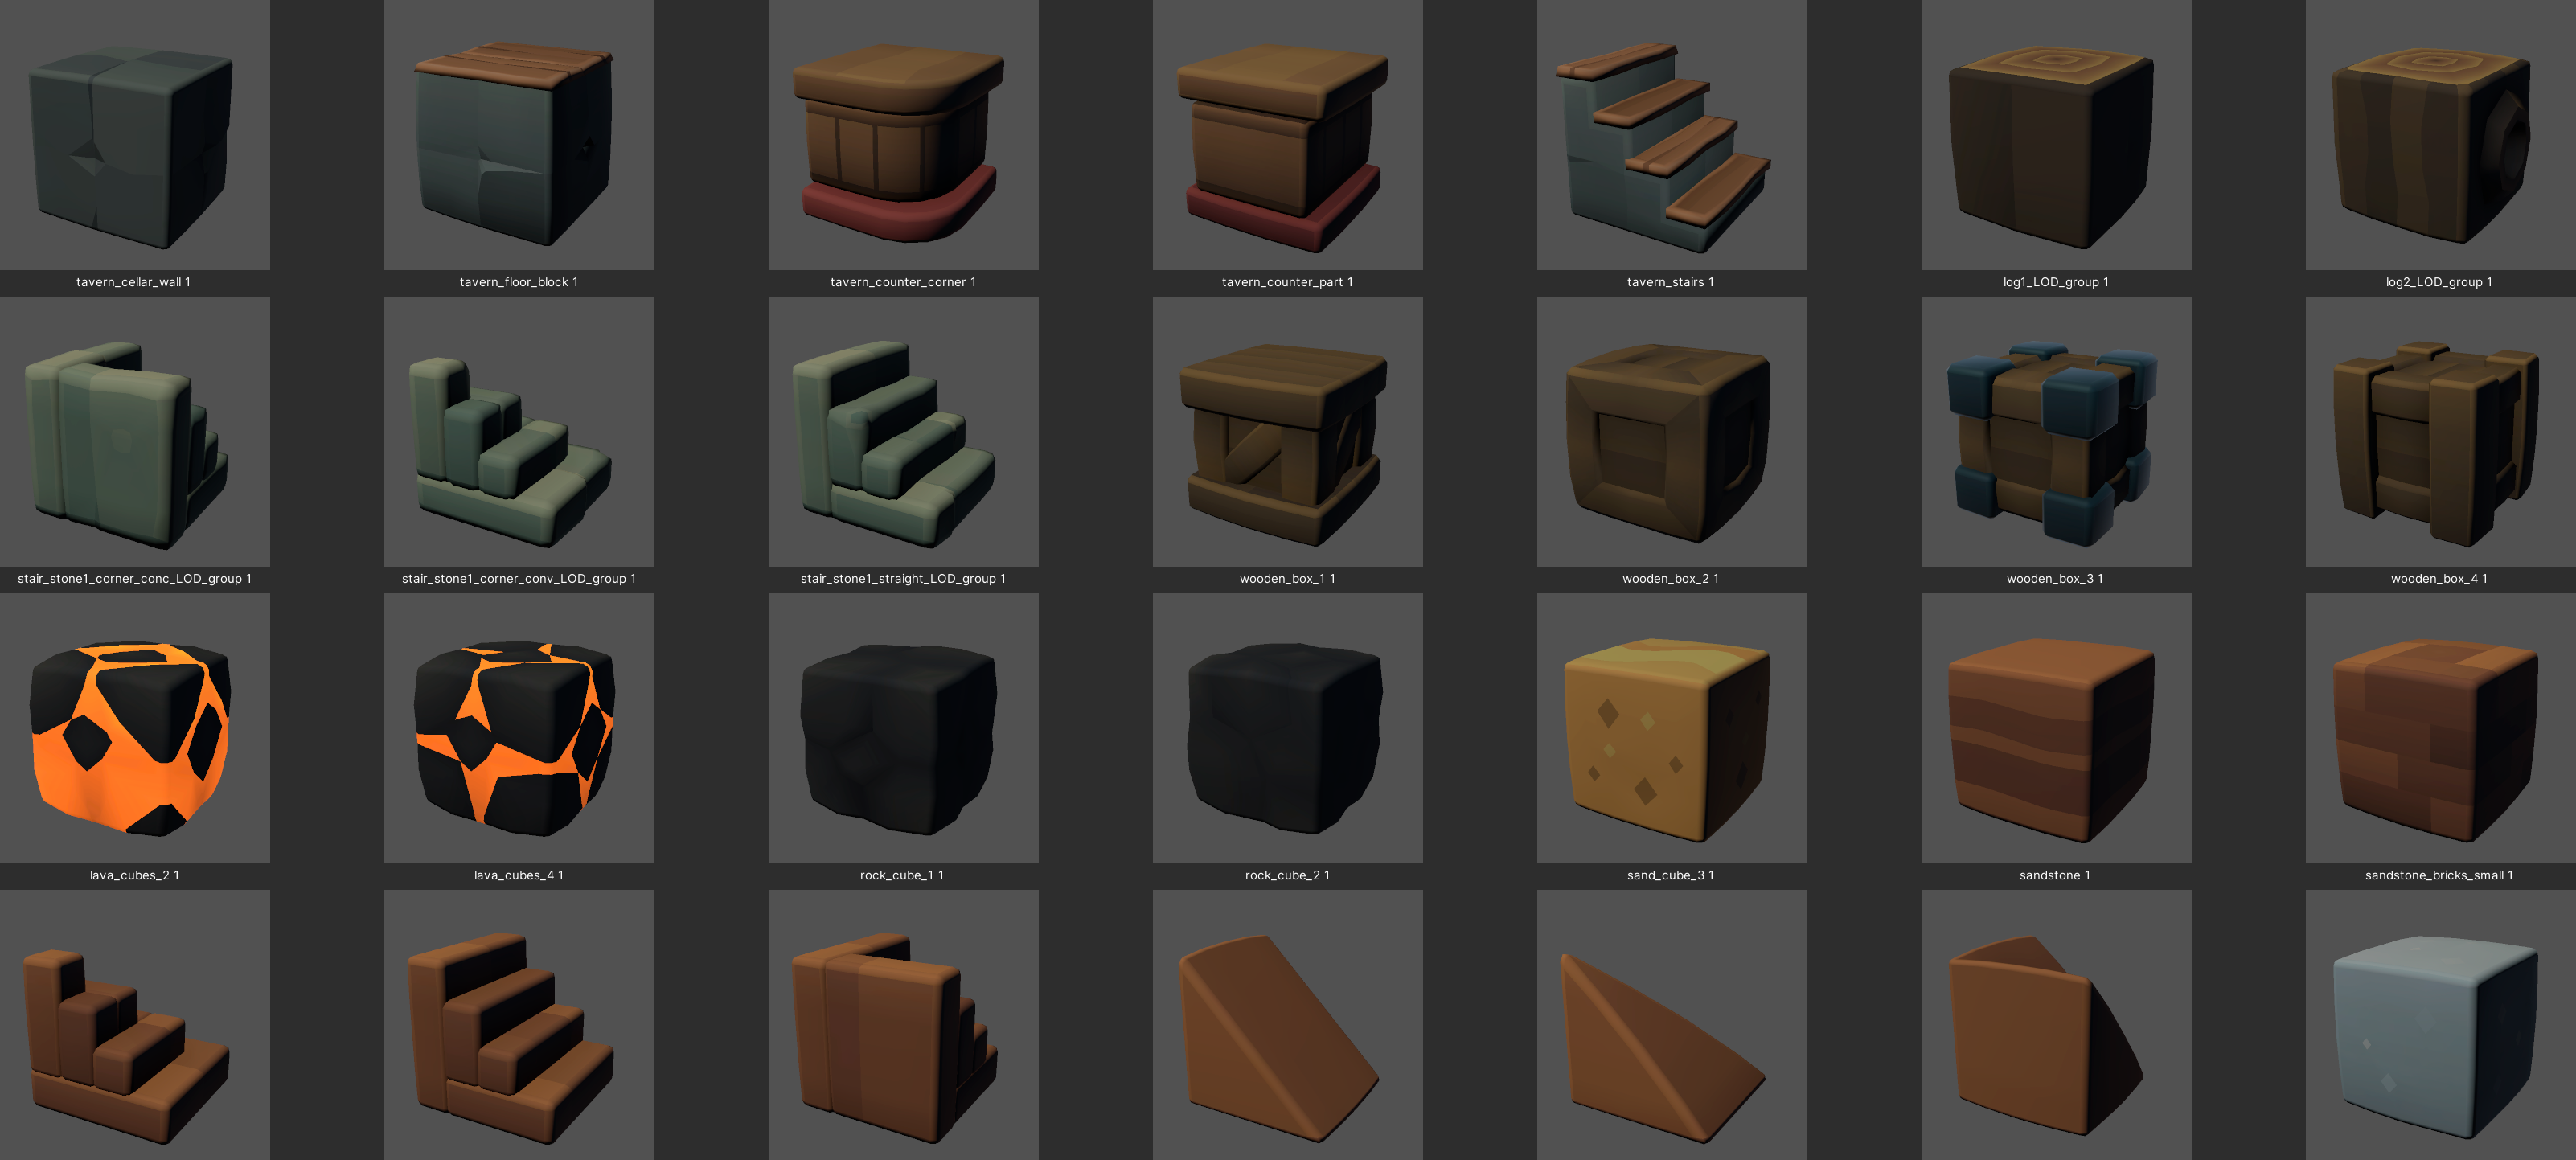 tavern_cellar_wall 1
tavern_floor_block 1
tavern_counter_corner 1
tavern_counter_part 1
tavern_stairs 1
log1_LOD_group 1
log2_LOD_group 1
stair_stone1_corner_conc_LOD_group 1
stair_stone1_corner_conv_LOD_group 1
stair_stone1_straight_LOD_group 1
wooden_box_1 1
wooden_box_2 1
wooden_box_3 1
wooden_box_4 1
lava_cubes_2 1
lava_cubes_4 1
rock_cube_1 1
rock_cube_2 1
sand_cube_3 1
sandstone 1
sandstone_bricks_small 1